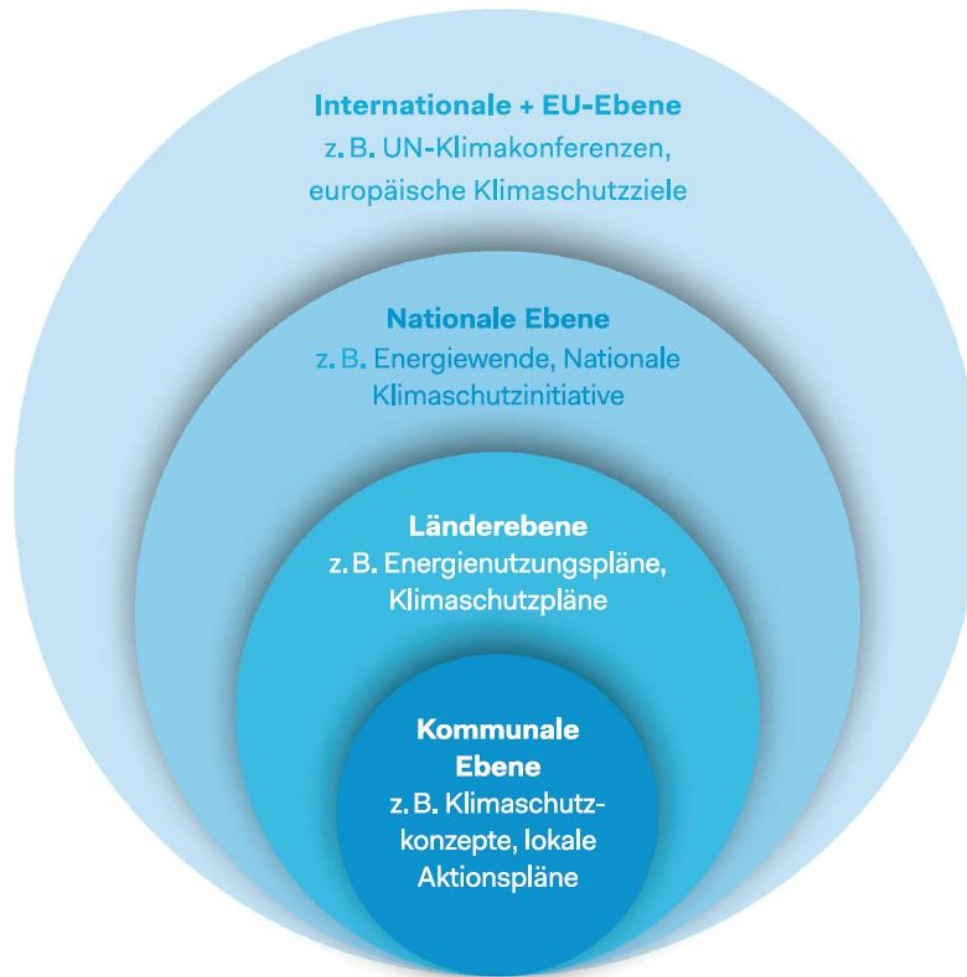 Internationale + EU-Ebene
z. B. UN-Klimakonferenzen,
europäische Klimaschutzziele
Nationale Ebene
z. B. Energiewende, Nationale
Klimaschutzinitiative
Länderebene
z. B. Energienutzungspläne,
Klimaschutzpläne
Kommunale
Ebene
z. B. Klimaschutz-
konzepte, lokale
Aktionspläne